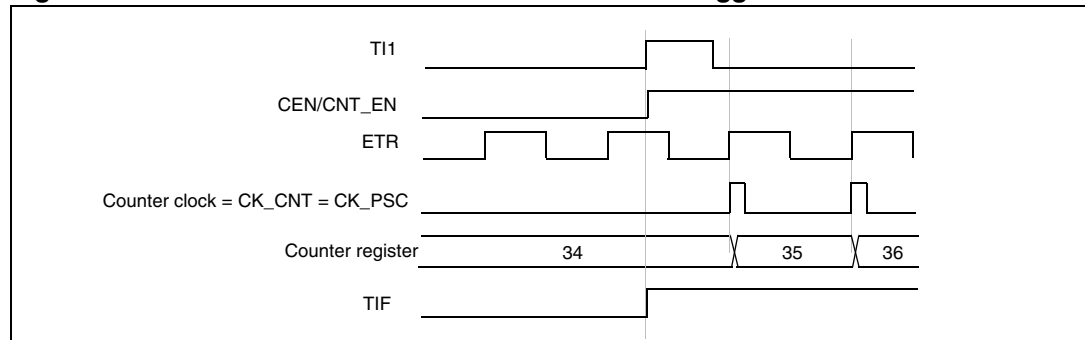 TI1
CEN/CNT_EN
ETR
Counter clock = CK_CNT = CK_PSC
Counter register
34
35
36
TIF